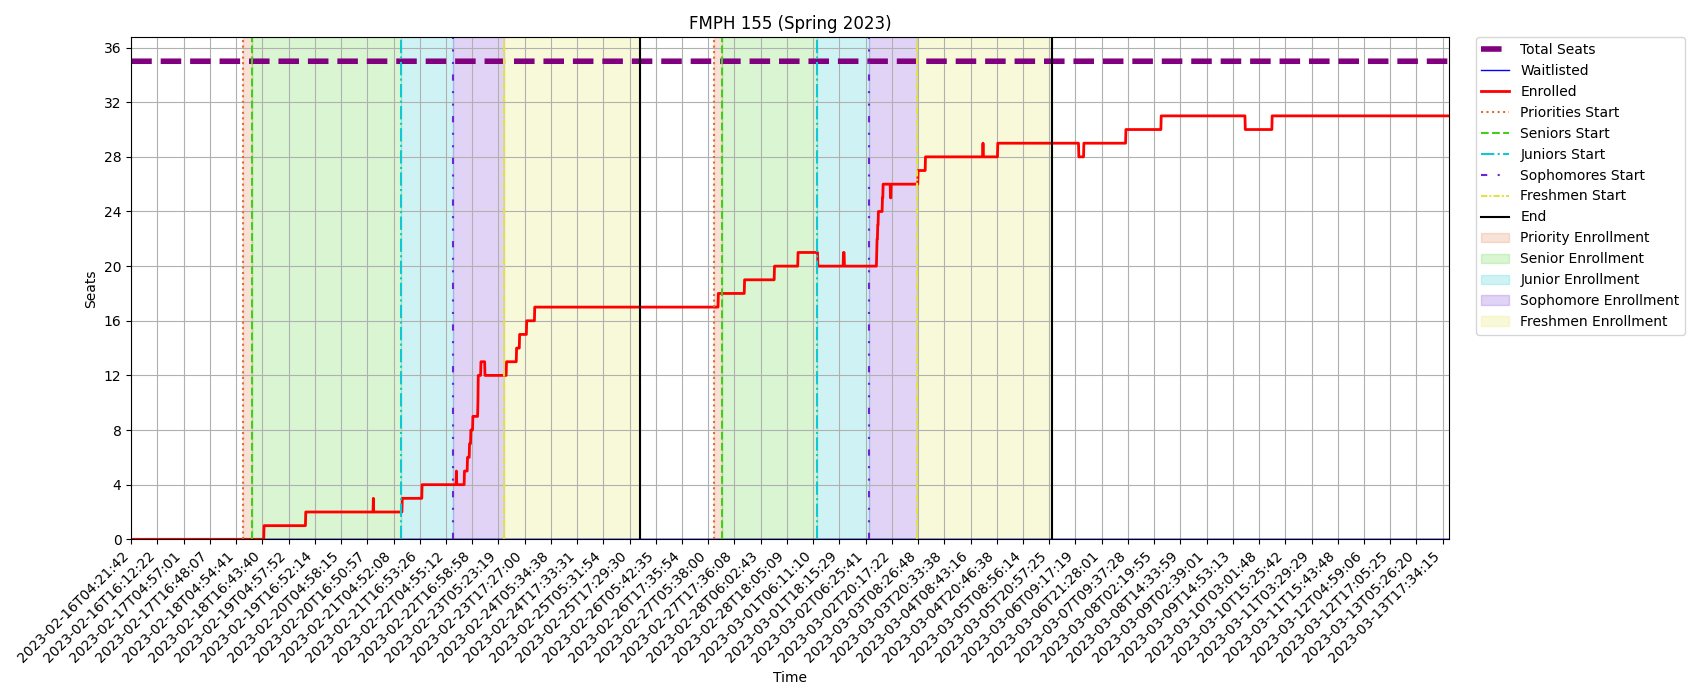 FMPH 155 (Spring 2023)
36
32
28
24
20
16
12
8
4
0
Seats
2023-02-16T04:21:42
2023-02-16T16:12:22
2023-02-17T04:57:01
2023-02-17T16:48:07
2023-02-18T04:54:41
2023-02-18T16:43:40
2023-02-19T04:57:52
2023-02-19T16:52:14
2023-02-20T04:58:15
2023-02-20T16:50:57
2023-02-21T04:52:08
2023-02-21T16:53:26
2023-02-22T04:55:12
2023-02-22T16:58:58
2023-02-23T05:23:19
2023-02-23T17:27:00
2023-02-24T05:34:38
2023-02-24T17:33:31
2023-02-25T05:31:54
2023-02-25T17:29:30
2023-02-26T05:42:35
2023-02-26T17:35:54
2023-02-27T05:38:00
2023-02-27T17:36:08
2023-02-28T06:02:43
2023-02-28T18:05:09
2023-03-01T06:11:10
2023-03-01T18:15:29
2023-03-02T06:25:41
2023-03-02T20:17:22
2023-03-03T08:26:48
2023-03-03T20:33:38
2023-03-04T08:43:16
2023-03-04T20:46:38
2023-03-05T08:56:14
2023-03-05T20:57:25
2023-03-06T09:17:19
2023-03-06T21:28:01
2023-03-07T09:37:28
2023-03-08T02:19:55
2023-03-08T14:33:59
2023-03-09T02:39:01
2023-03-09T14:53:13
2023-03-10T03:01:48
2023-03-10T15:25:42
2023-03-11T03:29:29
2023-03-11T15:43:48
2023-03-12T04:59:06
2023-03-12T17:05:25
2023-03-13T05:26:20
2023-03-13T17:34:15
Time
Total Seats
Waitlisted
Enrolled
Priorities Start
Seniors Start
Juniors Start
Sophomores Start
Freshmen Start
End
Priority Enrollment
Senior Enrollment
Junior Enrollment
Sophomore Enrollment
Freshmen Enrollment